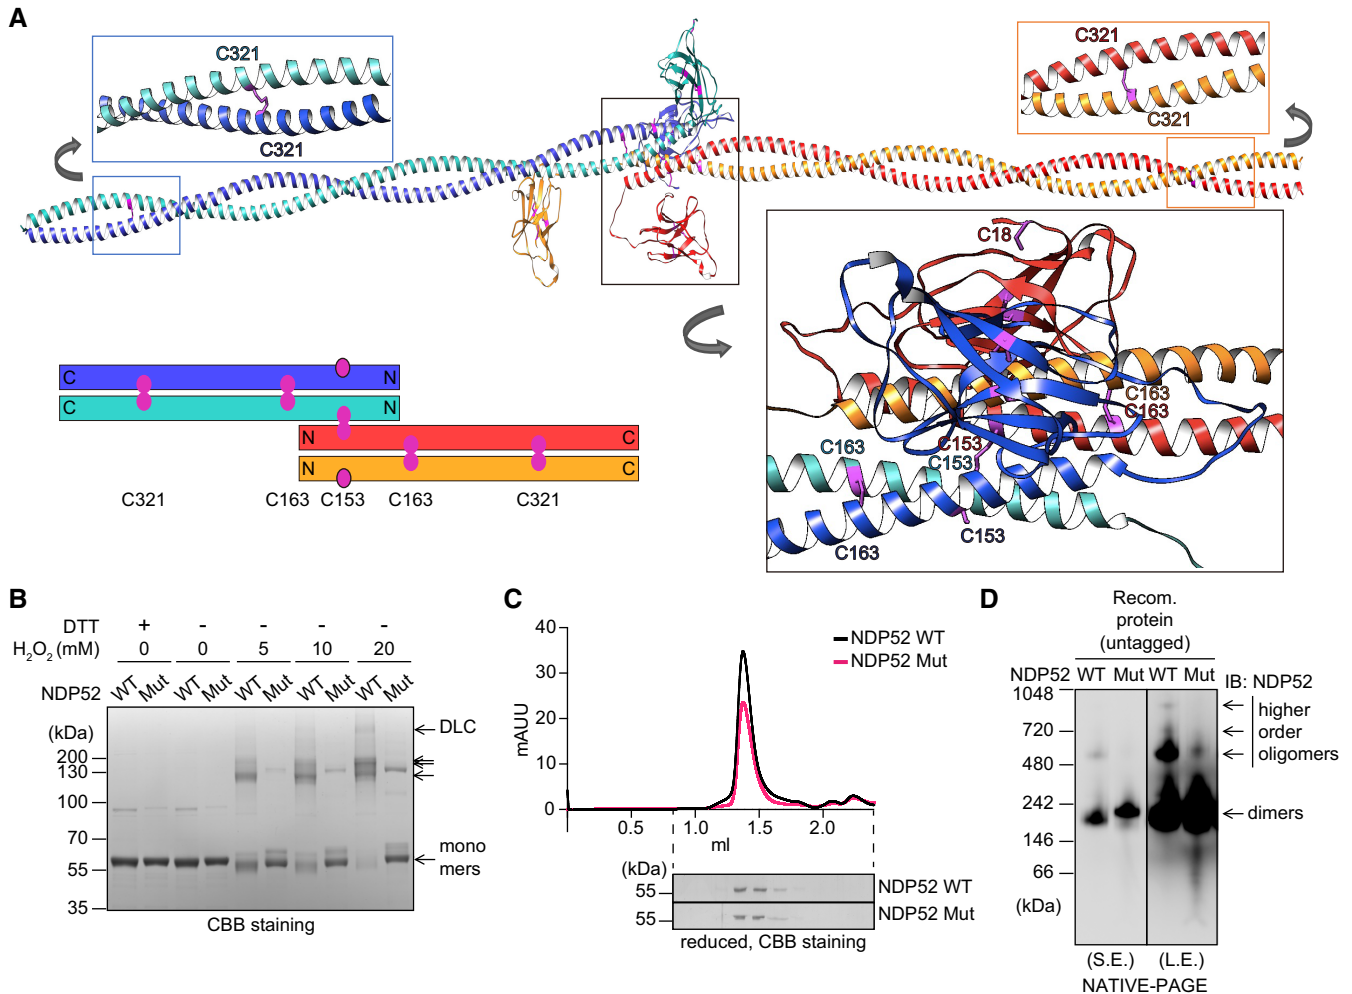 A
C321
C321
C321
C321
C18
C163
C163
C153
C163
C153
C163
C153
C N
C N
N C
N C
C321 C163 C153 C163 C321
B
DTT + - - - -
H2O2 (mM) 0 0 5 10 20
NDP52 WT Mut WT Mut WT Mut WT Mut WT Mut
(kDa)
200
130
100
70
55
35
DLC
mono
mers
CBB staining
C
mAUU
40
30
20
10
0
0.5 1.0 1.5 2.0
ml
NDP52 WT
NDP52 Mut
(kDa)
55 NDP52 WT
55 NDP52 Mut
reduced, CBB staining
D
Recom.
protein
(untagged)
NDP52 WT Mut WT Mut IB: NDP52
1048
720
480
242
146
66
(kDa)
higher
order
oligomers
dimers
(S.E.) (L.E.)
NATIVE-PAGE